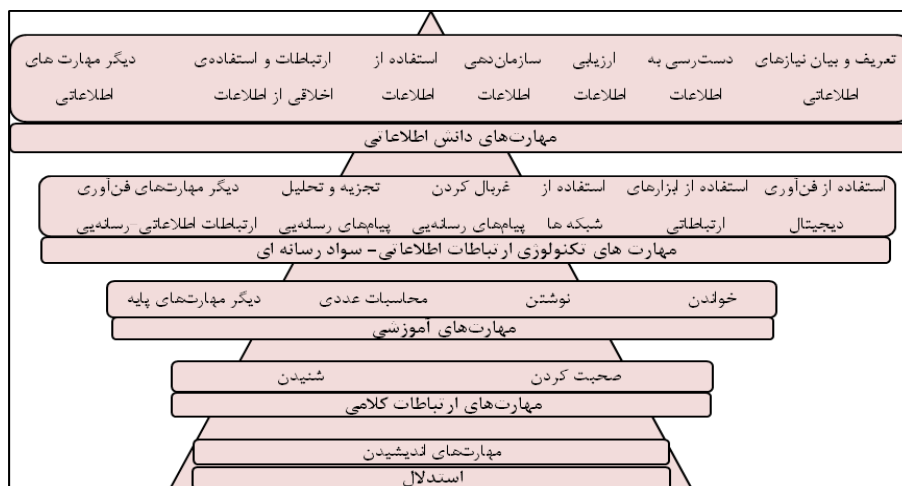 تعریف و بیان نیازهای اطلاعاتی
دست‌رسی به اطلاعات
ارزیابی اطلاعات
سازمان‌دهی اطلاعات
استفاده از اطلاعات
ارتباطات و استفاده‌ی اخلاقی از اطلاعات
دیگر مهارت های اطلاعاتی
مهارت‌های دانش اطلاعاتی
استفاده از فن‌آوری دیجیتال
استفاده از ابزارهای ارتباطاتی
استفاده از شبکه ها
غربال کردن پیام‌های رسانه‌یی
تجزیه و تحلیل پیام‌های رسانه‌یی
دیگر مهارت‌های فن‌آوری ارتباطات اطلاعاتی-رسانه‌یی
مهارت های تکنولوژی ارتباطات اطلاعاتی- سواد رسانه ای
خواندن
نوشتن
محاسبات عددی
دیگر مهارت‌های پایه
مهارت‌های آموزشی
صحبت کردن
شنیدن
مهارت‌های ارتباطات کلامی
مهارت‌های اندیشیدن
استدلال